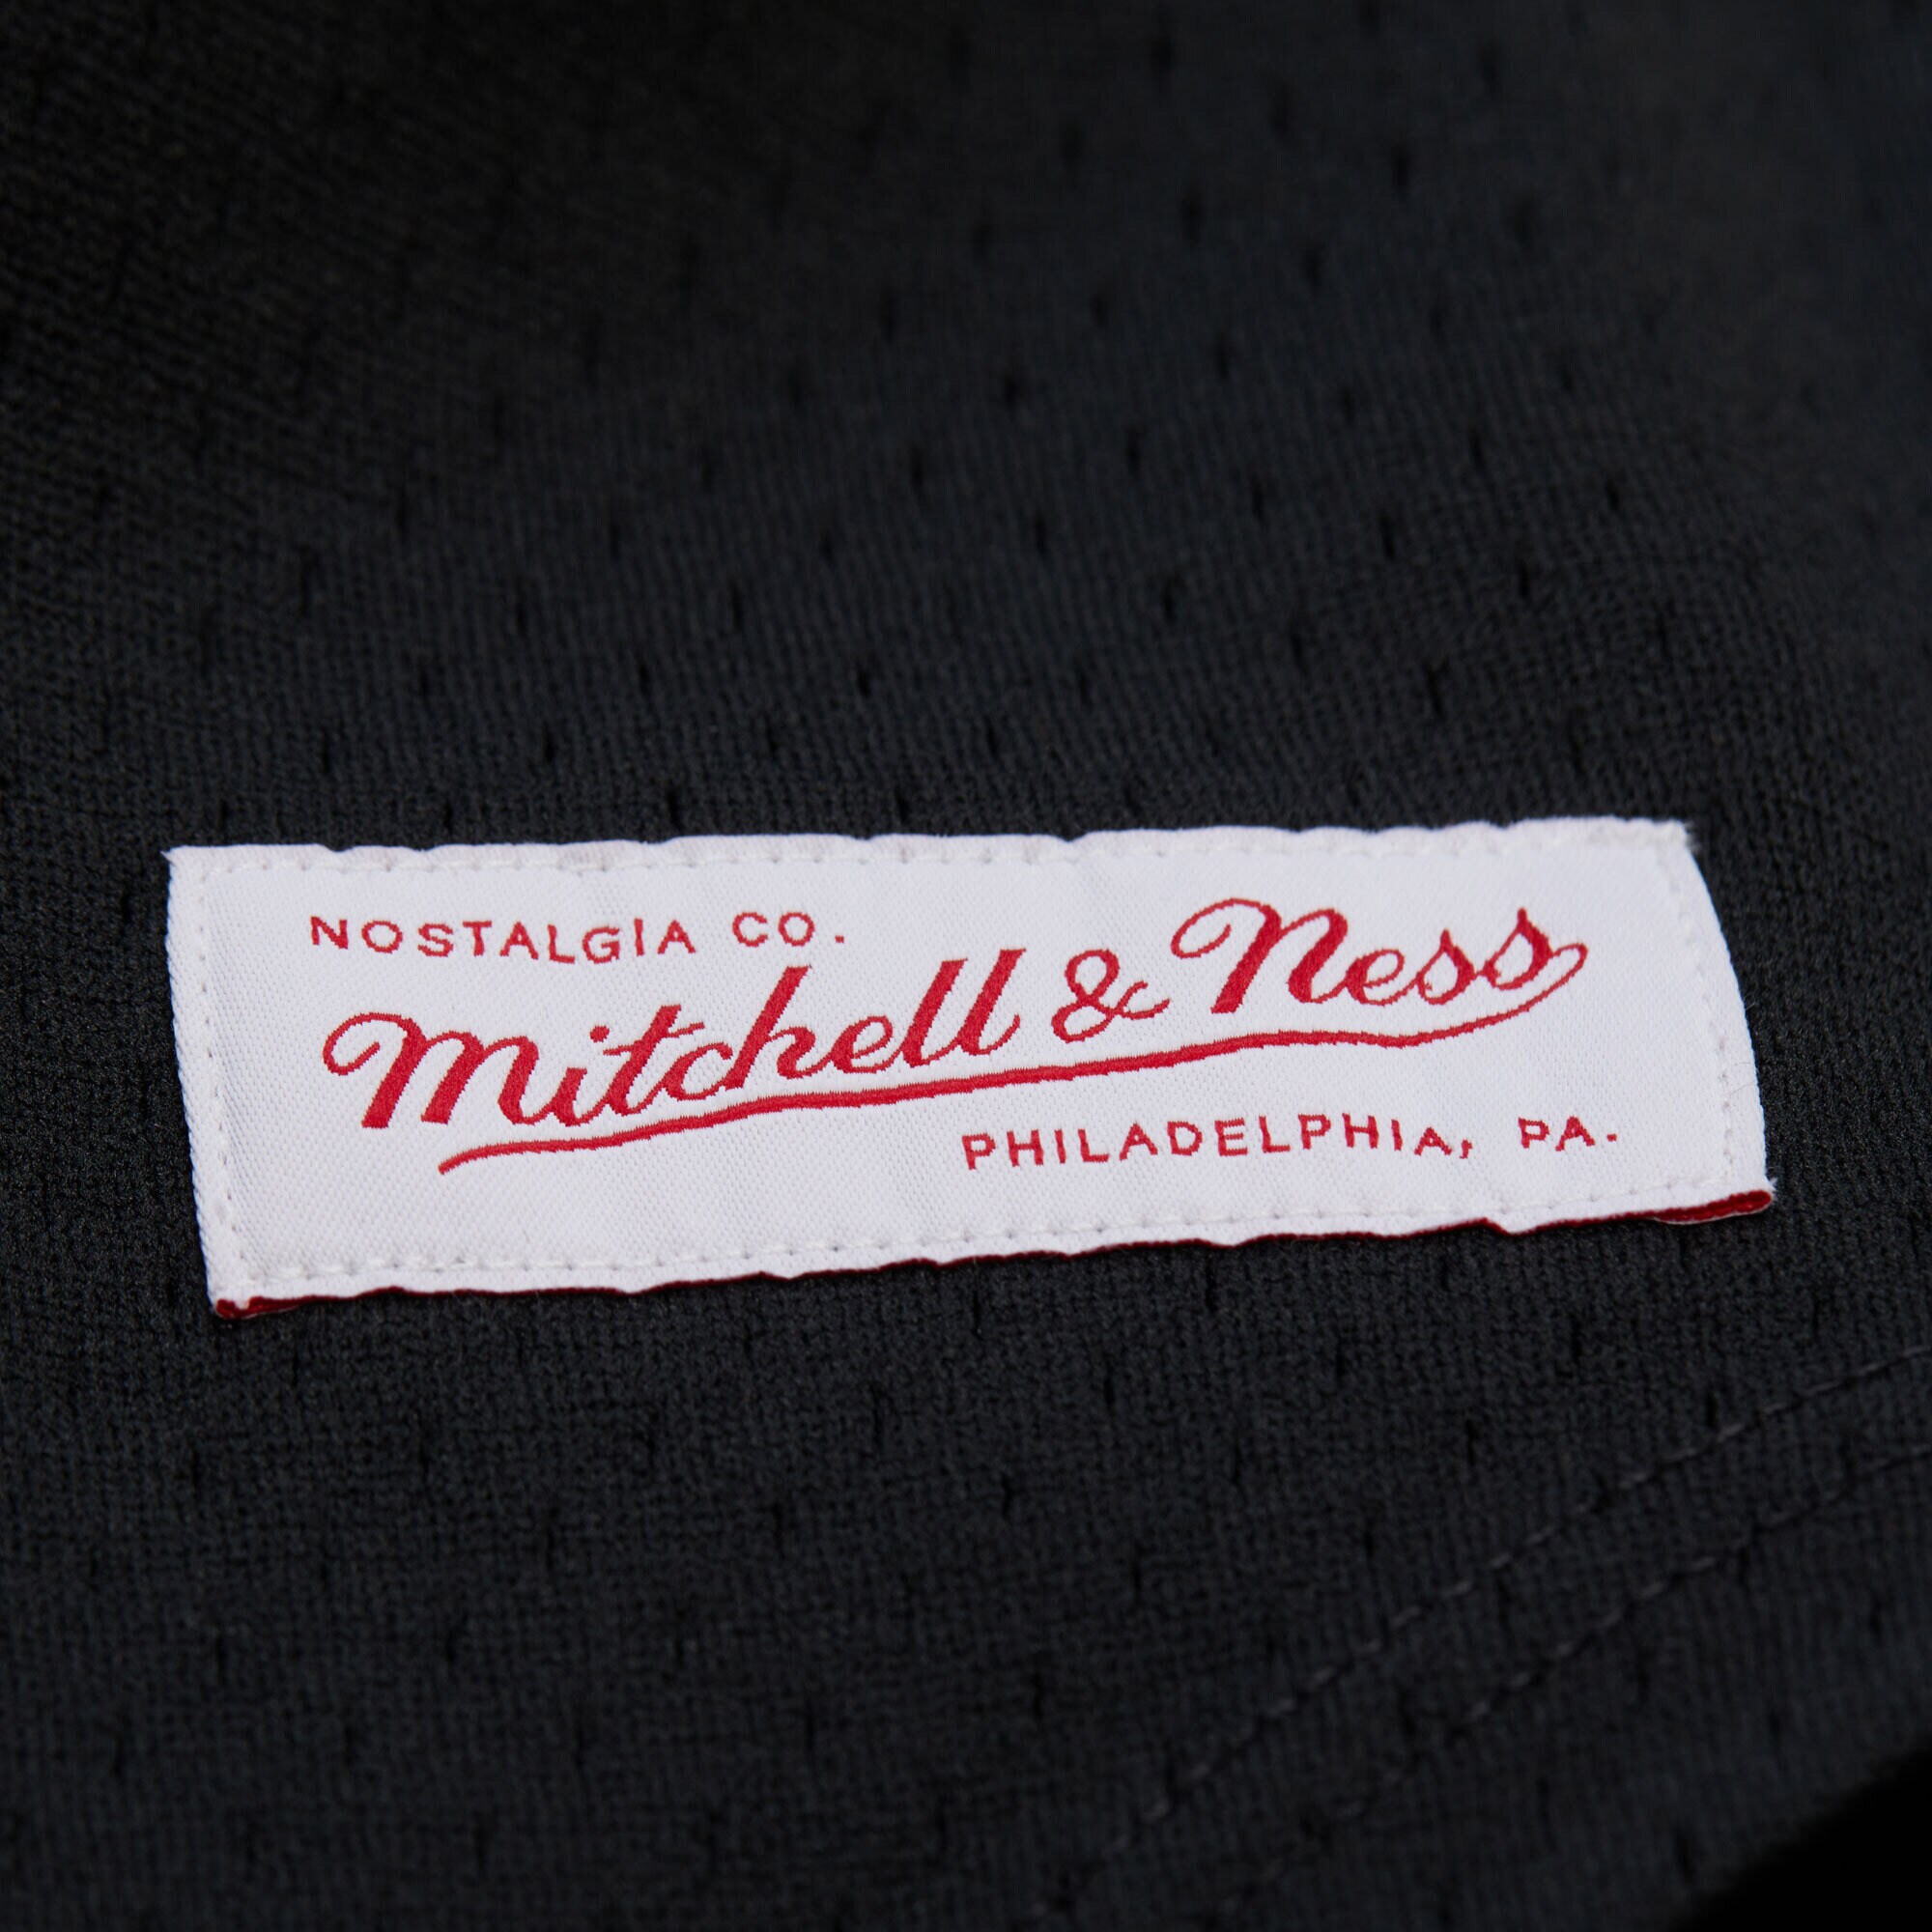 NOSTALGIA CO.
Mitchell & Ness
PHILADELPHIA, PA.